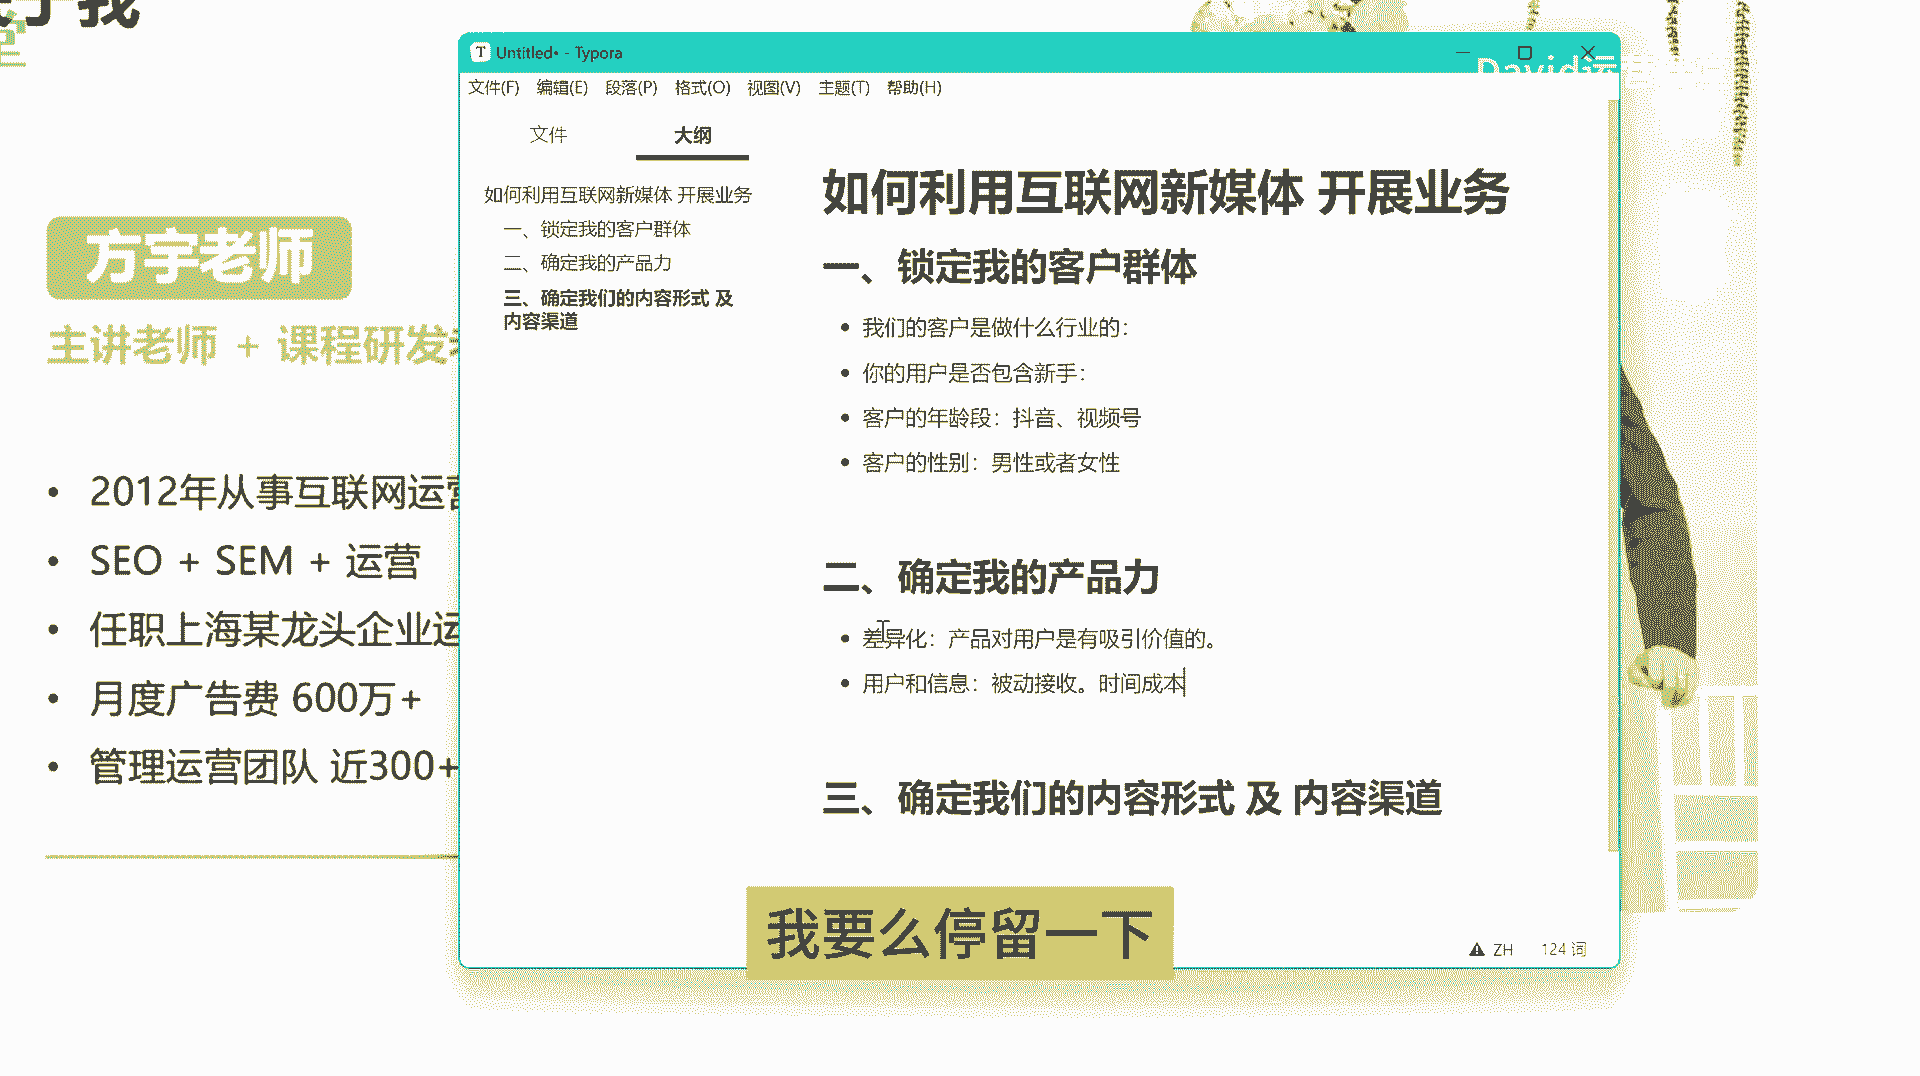 我
堂
方宇老师
主讲老师 + 课程研发
2012年从事互联网运营
SEO + SEM + 运营
任职上海某龙头企业运
月度广告费 600万+
管理运营团队 近300+
Untitled• - Typora
David运
文件(F) 编辑(E) 段落(P) 格式(O) 视图(V) 主题(T) 帮助(H)
文件 大纲
如何利用互联网新媒体 开展业务
一、锁定我的客户群体
二、确定我的产品力
三、确定我们的内容形式 及
内容渠道
如何利用互联网新媒体 开展业务
一、锁定我的客户群体
我们的客户是做什么行业的：
你的用户是否包含新手：
客户的年龄段：抖音、视频号
客户的性别：男性或者女性
二、确定我的产品力
差异化：产品对用户是有吸引价值的。
用户和信息：被动接收。时间成本
三、确定我们的内容形式 及 内容渠道
我要么停留一下
ZH 124 词